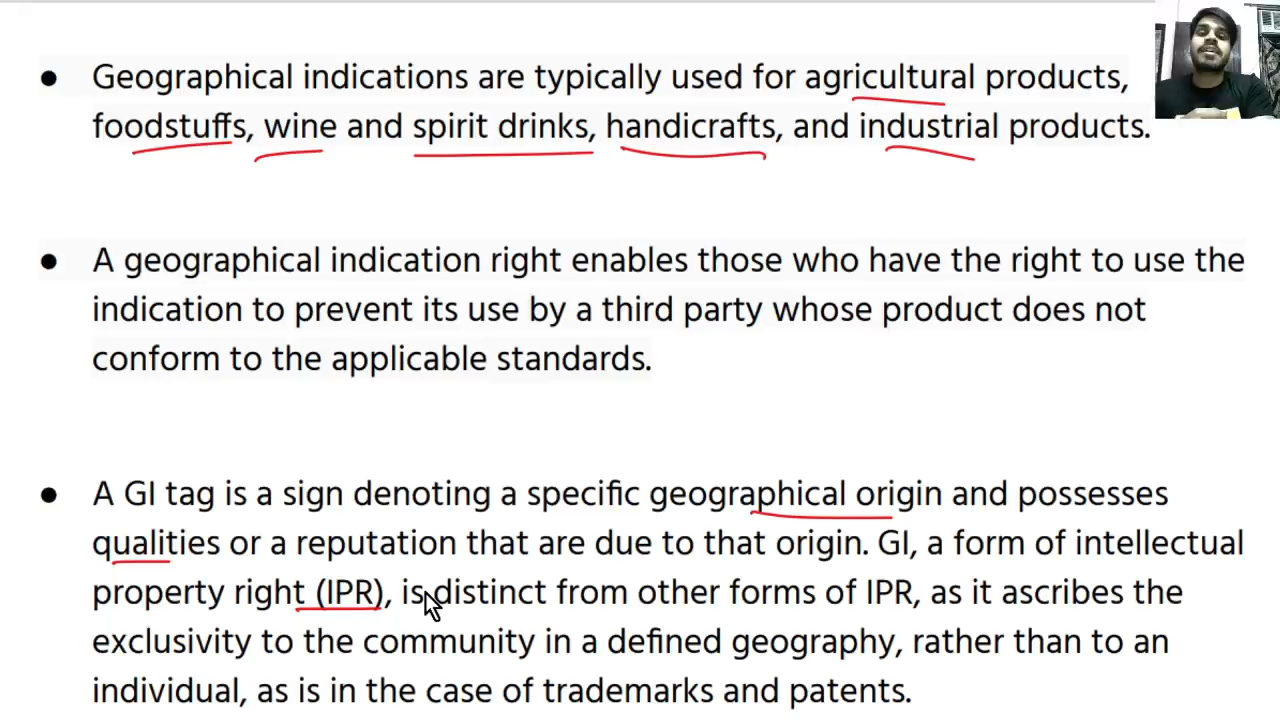 ● Geographical indications are typically used for agricultural products,
foodstuffs, wine and spirit drinks, handicrafts, and industrial products.
● A geographical indication right enables those who have the right to use the
indication to prevent its use by a third party whose product does not
conform to the applicable standards.
● A GI tag is a sign denoting a specific geographical origin and possesses
qualities or a reputation that are due to that origin. GI, a form of intellectual
property right (IPR), is distinct from other forms of IPR, as it ascribes the
exclusivity to the community in a defined geography, rather than to an
individual, as is in the case of trademarks and patents.